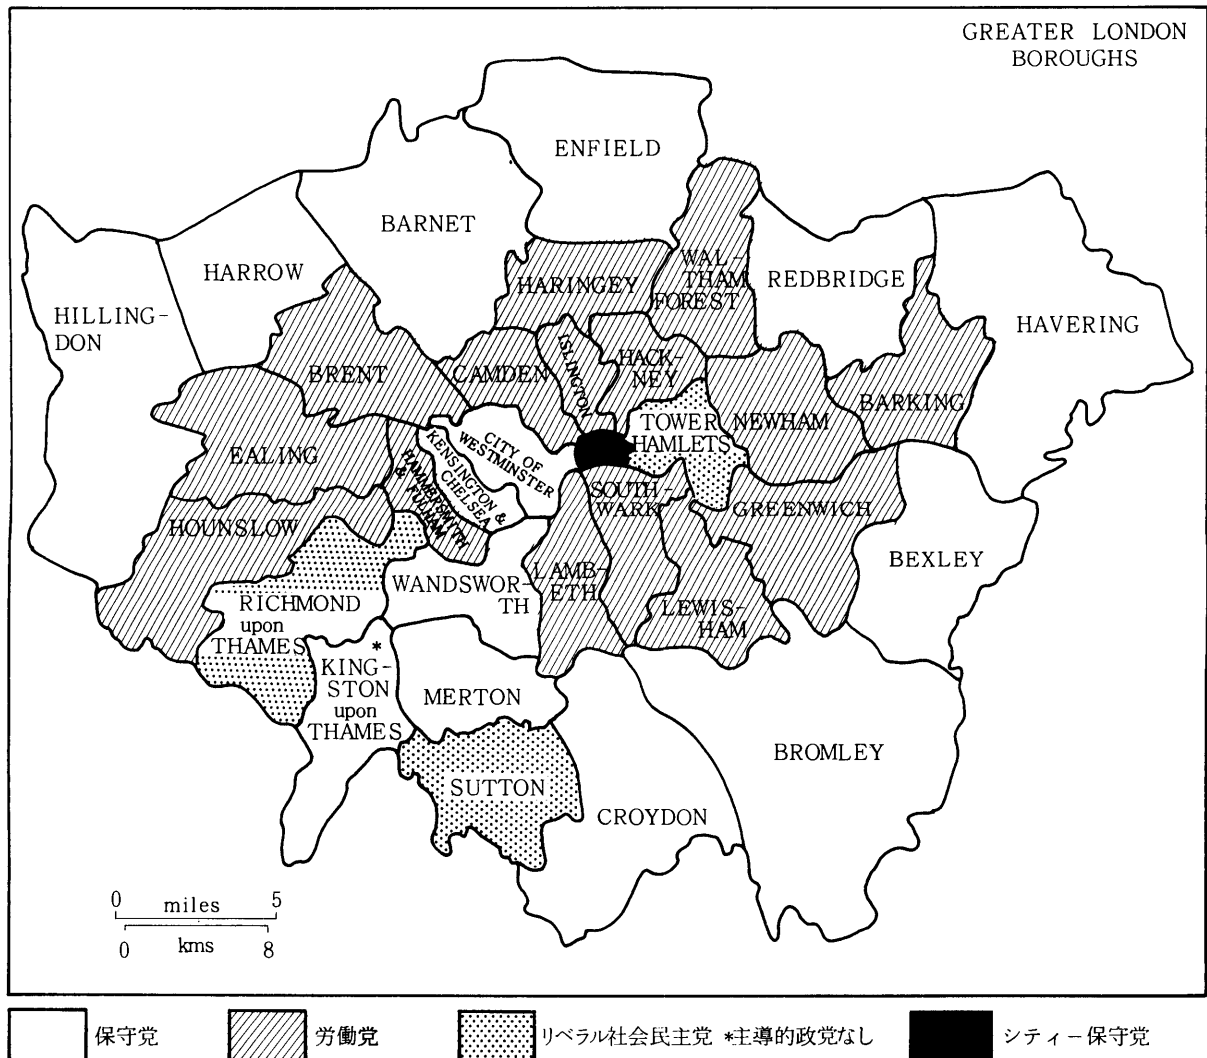 GREATER LONDON
BOROUGHS
ENFIELD
BARNET
HARROW
HILLING-
DON
HARINGEY
WAL-
THAM
FOREST
REDBRIDGE
HAVERING
BRENT
CAMDEN
ISLINGTON
HACK-
NEY
TOWER
HAMLETS
NEWHAM
BARKING
EALING
HAMMERSMITH
& FULHAM
KENSINGTON &
CHELSEA
CITY OF
WESTMINSTER
SOUTH-
WARK
GREENWICH
HOUNSLOW
BEXLEY
WANDSWOR-
TH
LAMB-
ETH
LEWIS-
HAM
RICHMOND
upon
THAMES
*
KING-
STON
upon
THAMES
MERTON
SUTTON
CROYDON
BROMLEY
0 miles 5
0 kms 8
保守党 労働党 リベラル社会民主党 *主導的政党なし シティー保守党